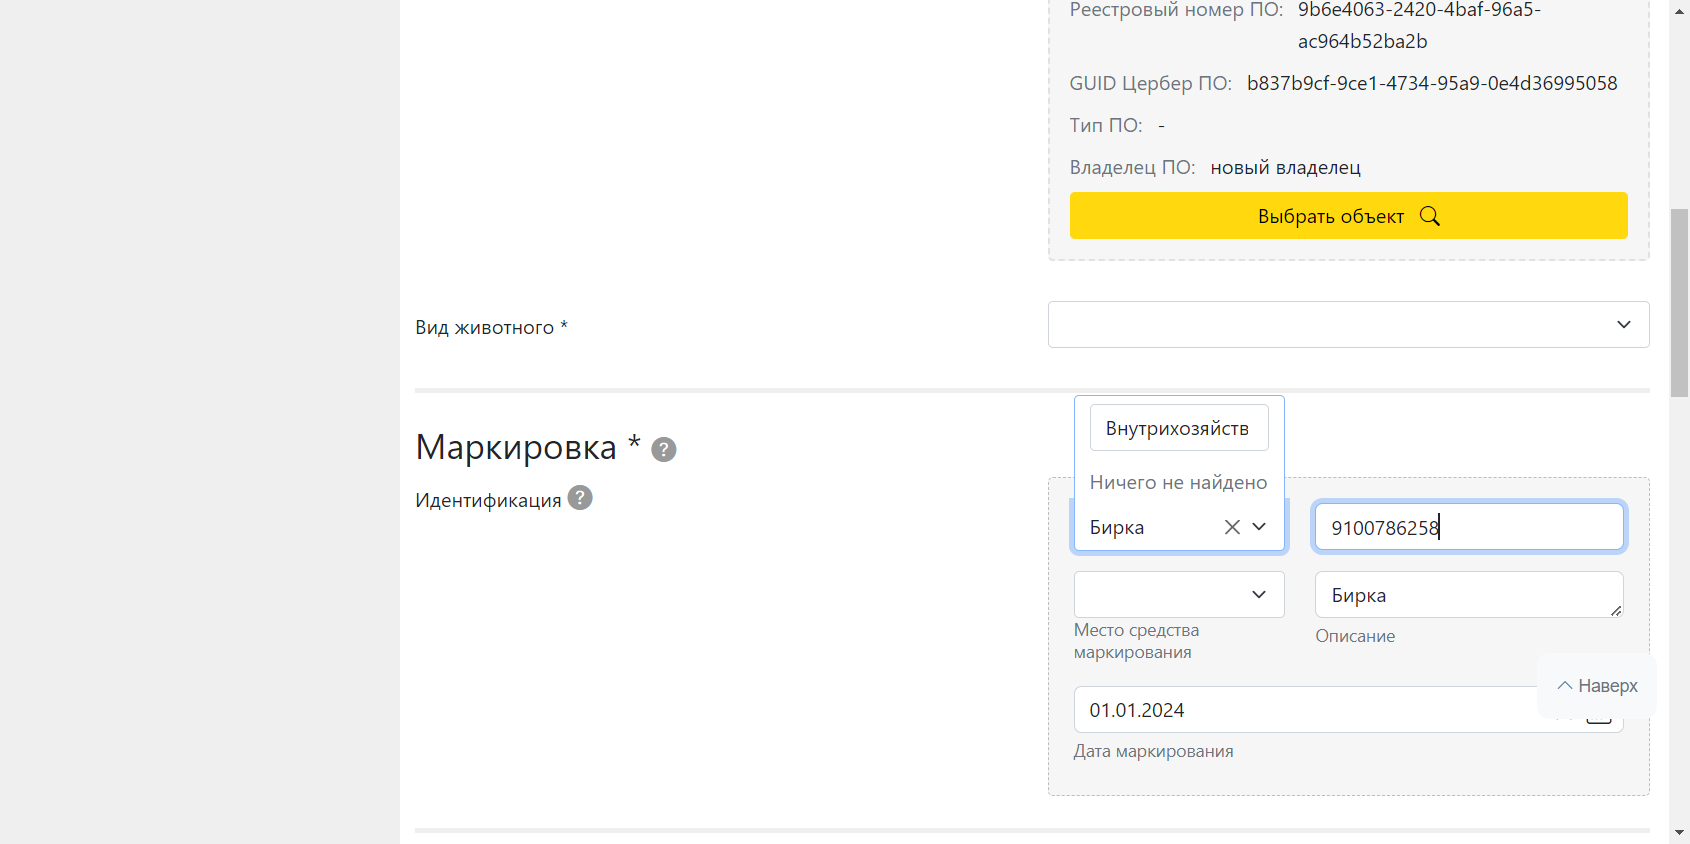 Реестровый номер ПО: 9b6e4063-2420-4baf-96a5-
ac964b52ba2b
GUID Цербер ПО: b837b9cf-9ce1-4734-95a9-0e4d36995058
Тип ПО: -
Владелец ПО: новый владелец
Выбрать объект
Вид животного *
Маркировка * ?
Внутрихозяйств
Ничего не найдено
Идентификация ?
Бирка
9100786258
Бирка
Место средства
маркирования
Описание
Наверх
01.01.2024
Дата маркирования